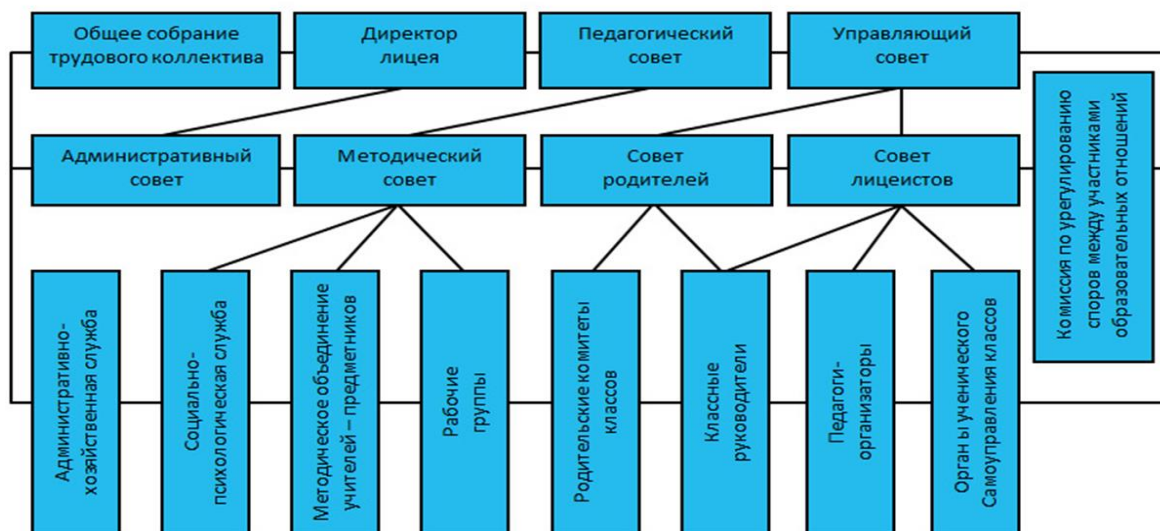 Общее собрание
трудового коллектива
Директор
лицея
Педагогический
совет
Управляющий
совет
Комиссия по урегулированию
споров между участниками
образовательных отношений
Административный
совет
Методический
совет
Совет
родителей
Совет
лицеистов
Административно-
хозяйственная служба
Социально-
психологическая служба
Методическое объединение
учителей – предметников
Рабочие
группы
Родительские комитеты
классов
Классные
руководители
Педагоги-
организаторы
Орган ы ученического
Самоуправления классов